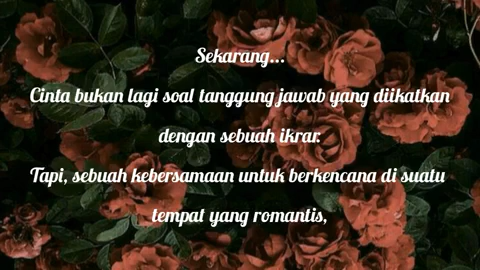 Sekarang...
Cinta bukan lagi soal tanggung jawab yang diikatkan
dengan sebuah ikrar.
Tapi, sebuah kebersamaan untuk berkencana di suatu
tempat yang romantis,